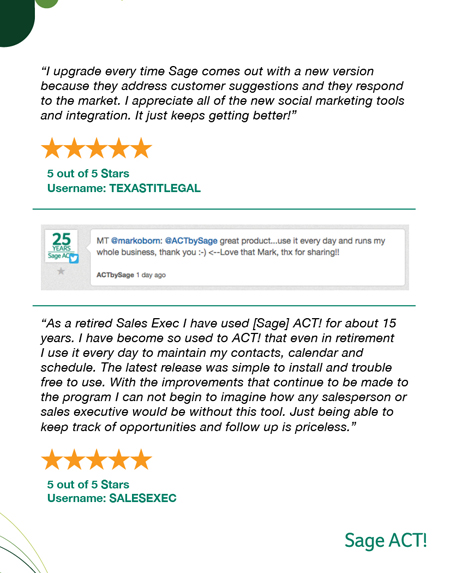 “I upgrade every time Sage comes out with a new version
because they address customer suggestions and they respond
to the market. I appreciate all of the new social marketing tools
and integration. It just keeps getting better!”
5 out of 5 Stars
Username: TEXASTITLEGAL
25
YEARS
Sage ACT!
MT @markoborn: @ACTbySage great product...use it every day and runs my
whole business, thank you :-) <--Love that Mark, thx for sharing!!
ACTbySage 1 day ago
“As a retired Sales Exec I have used [Sage] ACT! for about 15
years. I have become so used to ACT! that even in retirement
I use it every day to maintain my contacts, calendar and
schedule. The latest release was simple to install and trouble
free to use. With the improvements that continue to be made to
the program I can not begin to imagine how any salesperson or
sales executive would be without this tool. Just being able to
keep track of opportunities and follow up is priceless.”
5 out of 5 Stars
Username: SALESEXEC
Sage ACT!